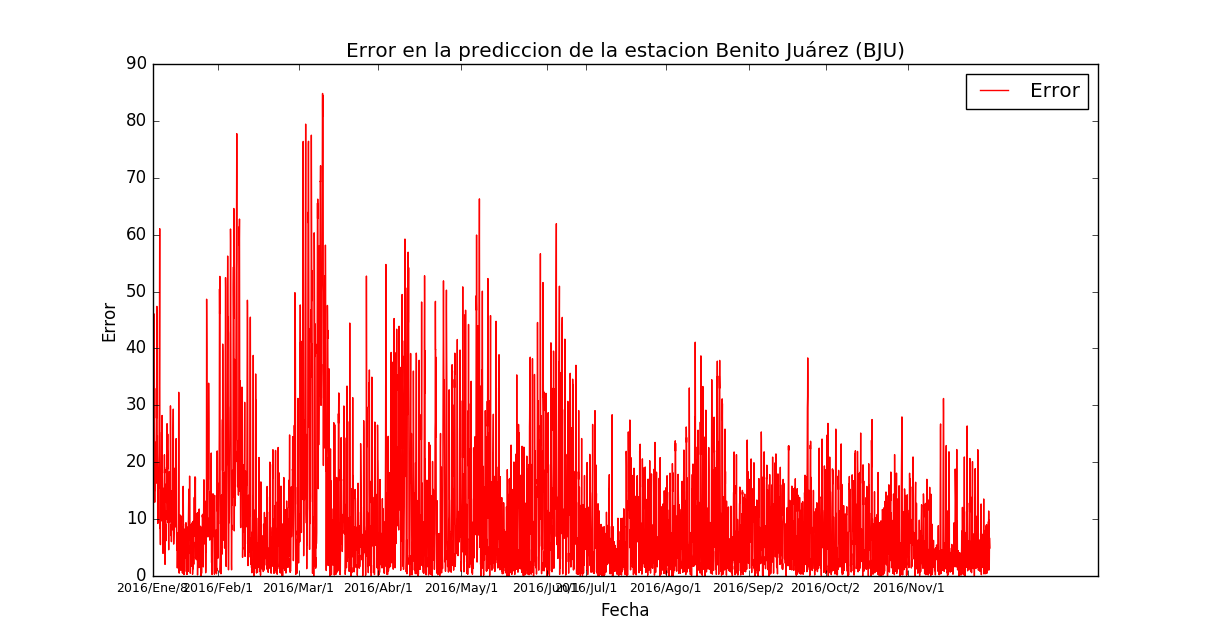 Error en la prediccion de la estacion Benito Juárez (BJU)
Error
90
80
70
60
50
40
30
20
10
0
Error
2016/Ene/8 2016/Feb/1 2016/Mar/1 2016/Abr/1 2016/May/1 2016/Jun/1 2016/Jul/1 2016/Ago/1 2016/Sep/2 2016/Oct/2 2016/Nov/1
Fecha